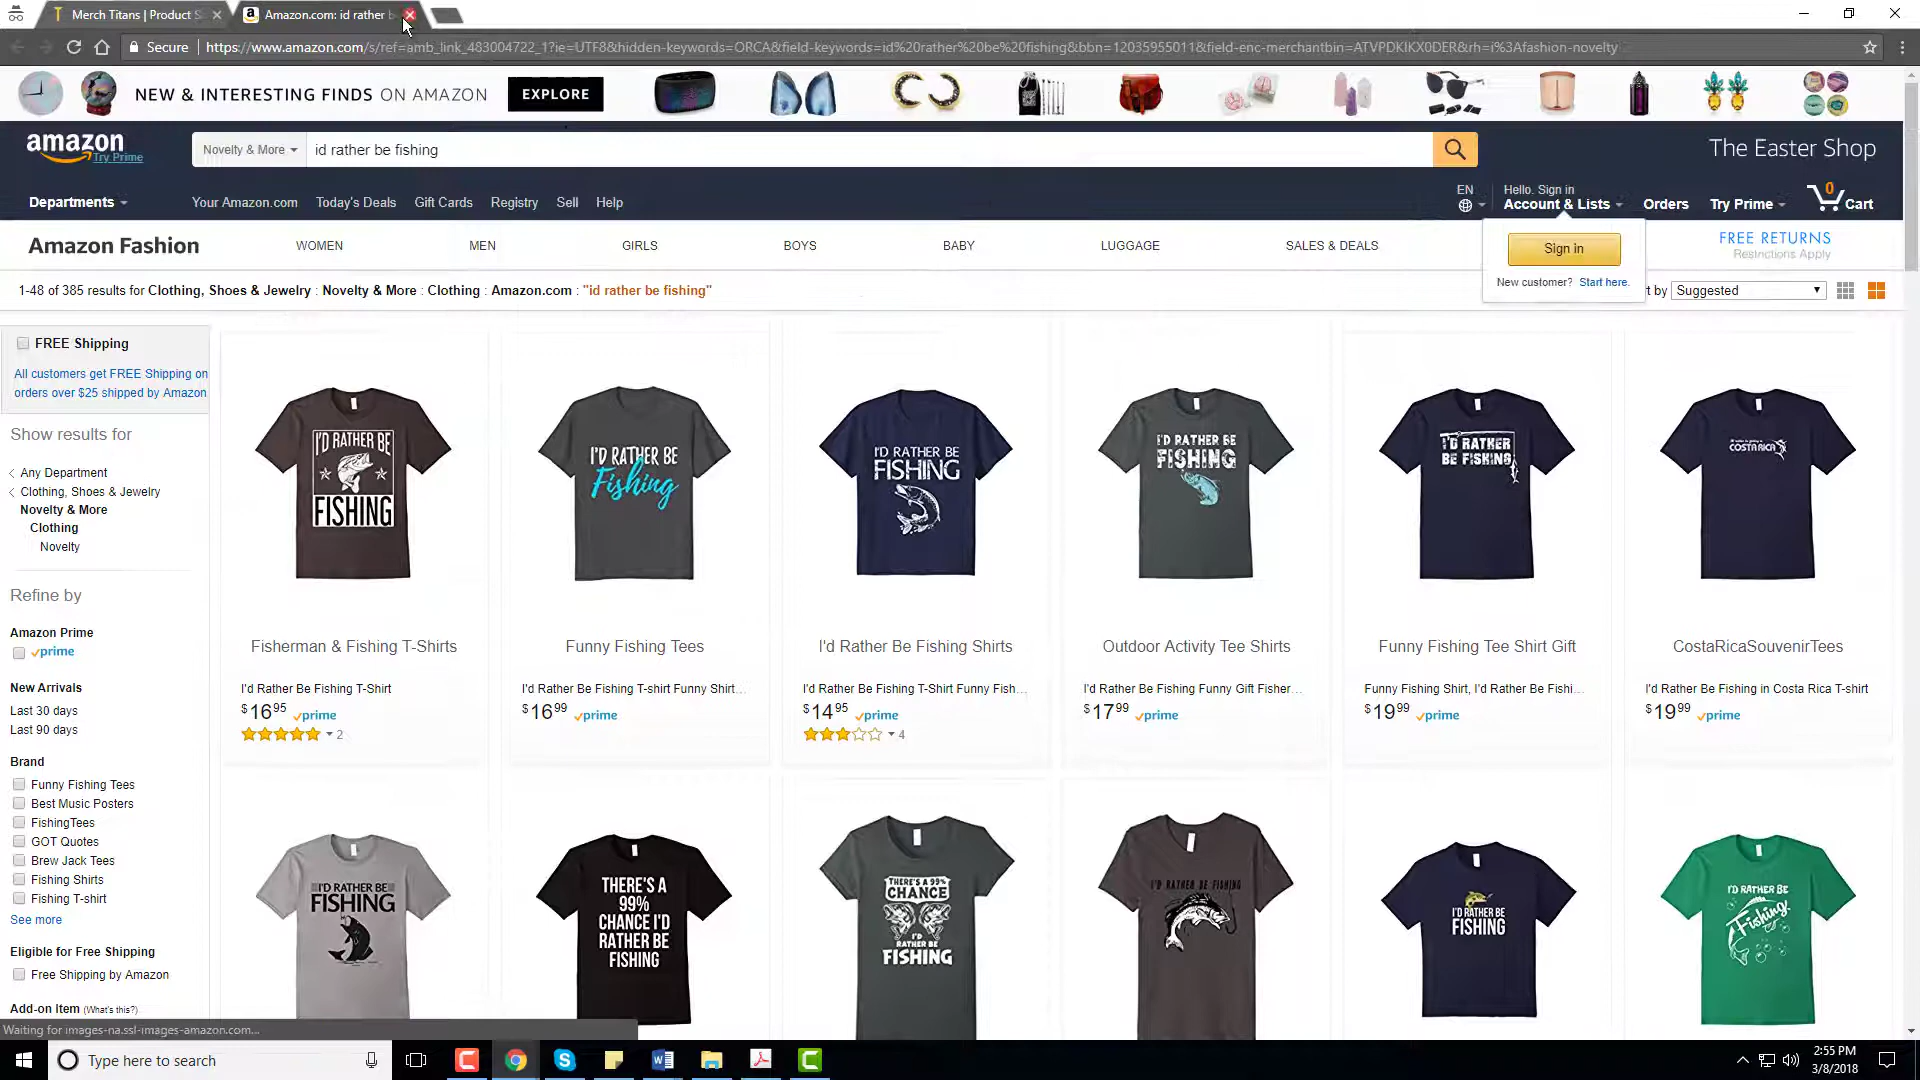 Merch Titans | Product S
Amazon.com: id rather b
Secure
https://www.amazon.com/s/ref=amb_link_483004722_1?ie=UTF8&hidden-keywords=ORCA&field-keywords=id%20rather%20be%20fishing&bbn=12035955011&field-enc-merchantbin=ATVPDKIKX0DER&rh=i%3Afashion-novelty
NEW & INTERESTING FINDS ON AMAZON EXPLORE
amazon
Try Prime
Novelty & More
id rather be fishing
The Easter Shop
Departments
Your Amazon.com Today's Deals Gift Cards Registry Sell Help
EN
Hello. Sign in
Account & Lists
Orders
Try Prime
0
Cart
Amazon Fashion
WOMEN MEN GIRLS BOYS BABY LUGGAGE SALES & DEALS
Sign in
New customer? Start here.
FREE RETURNS
Restrictions Apply
1-48 of 385 results for Clothing, Shoes & Jewelry : Novelty & More : Clothing : Amazon.com : "id rather be fishing"
t by
Suggested
FREE Shipping
All customers get FREE Shipping on
orders over $25 shipped by Amazon
Show results for
Any Department
Clothing, Shoes & Jewelry
Novelty & More
Clothing
Novelty
Refine by
Amazon Prime
prime
New Arrivals
Last 30 days
Last 90 days
Brand
Funny Fishing Tees
Best Music Posters
FishingTees
GOT Quotes
Brew Jack Tees
Fishing Shirts
Fishing T-shirt
See more
Eligible for Free Shipping
Free Shipping by Amazon
Add-on Item (What's this?)
I'D RATHER BE
FISHING
Fisherman & Fishing T-Shirts
I'd Rather Be Fishing T-Shirt
$16 95 prime
2
I'D RATHER BE
Fishing
Funny Fishing Tees
I'd Rather Be Fishing T-shirt Funny Shirt...
$16 99 prime
I'D RATHER BE
FISHING
I'd Rather Be Fishing Shirts
I'd Rather Be Fishing T-Shirt Funny Fish...
$14 95 prime
4
I'D RATHER BE
FISHING
Outdoor Activity Tee Shirts
I'd Rather Be Fishing Funny Gift Fisher...
$17 99 prime
I'D RATHER
BE FISHING
Funny Fishing Tee Shirt Gift
Funny Fishing Shirt, I'd Rather Be Fishi...
$19 99 prime
COSTA RICA
CostaRicaSouvenirTees
I'd Rather Be Fishing in Costa Rica T-shirt
$19 99 prime
I'D RATHER BE
FISHING
THERE'S A
99%
CHANCE I'D
RATHER BE
FISHING
THERE'S A 99%
CHANCE
I'D
RATHER BE
FISHING
I'D RATHER BE FISHING
I'D RATHER BE
FISHING
I'D RATHER BE
Fishing
Waiting for images-na.ssl-images-amazon.com...
Type here to search
2:55 PM
3/8/2018